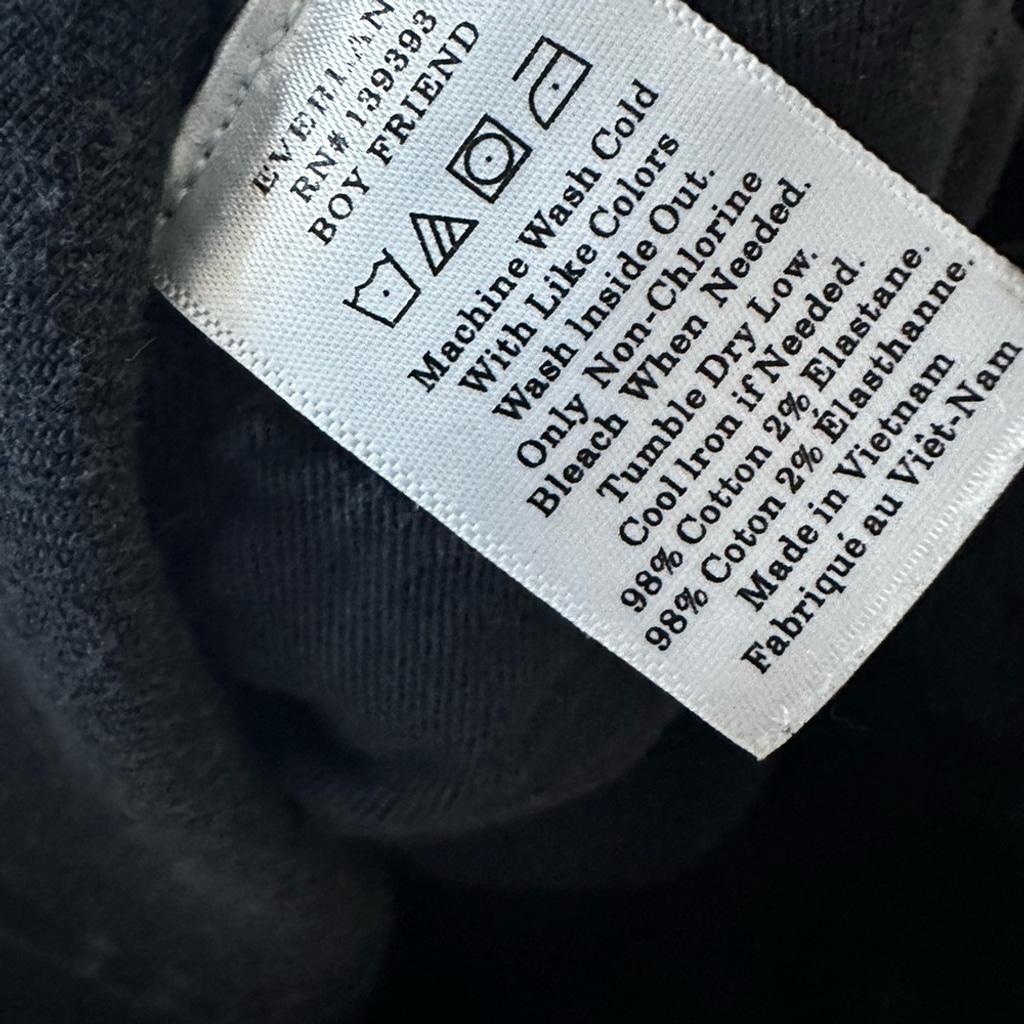 EVERLAN
RN# 139393
BOY FRIEND
Machine Wash Cold
With Like Colors
Wash Inside Out.
Only Non-Chlorine
Bleach When Needed.
Tumble Dry Low.
Cool Iron if Needed.
98% Cotton 2% Elastane.
98% Coton 2% Élasthanne.
Made in Vietnam
Fabriqué au Viêt-Nam